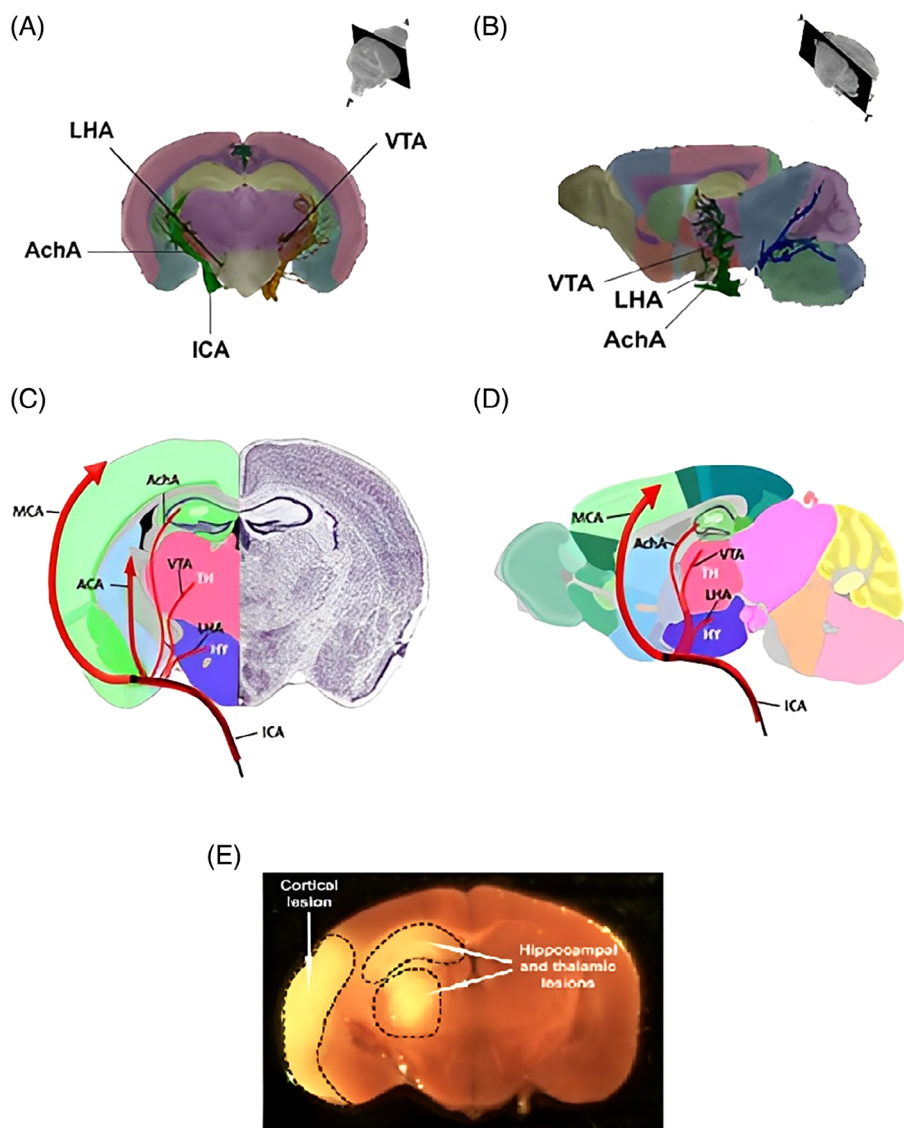 (A)
LHA
VTA
AchA
ICA
(B)
VTA
LHA
AchA
(C)
MCA
AchA
VTA
TH
ACA
LHA
HY
ICA
(D)
MCA
AchA
VTA
TH
LHA
HY
ICA
(E)
Cortical
lesion
Hippocampal
and thalamic
lesions